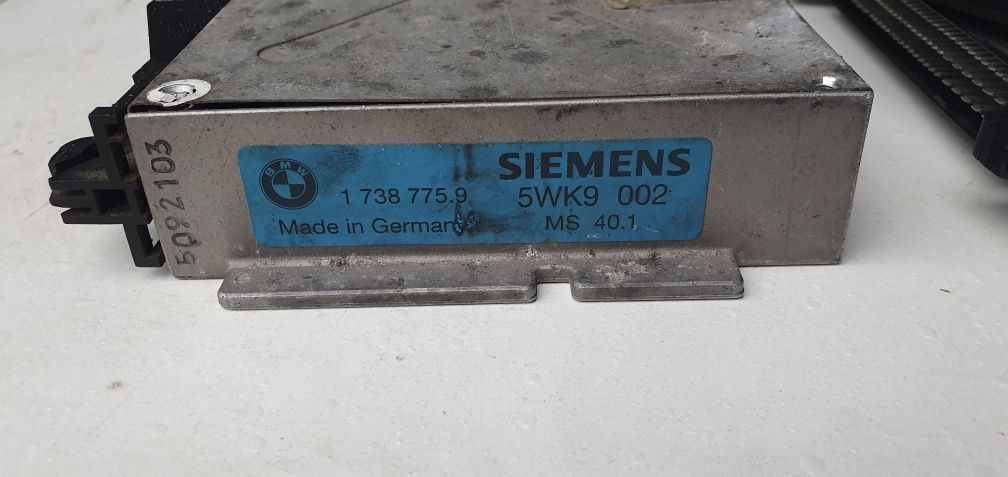 BMW
1 738 775.9
Made in Germany
SIEMENS
5WK9 002
MS 40.1
5092103